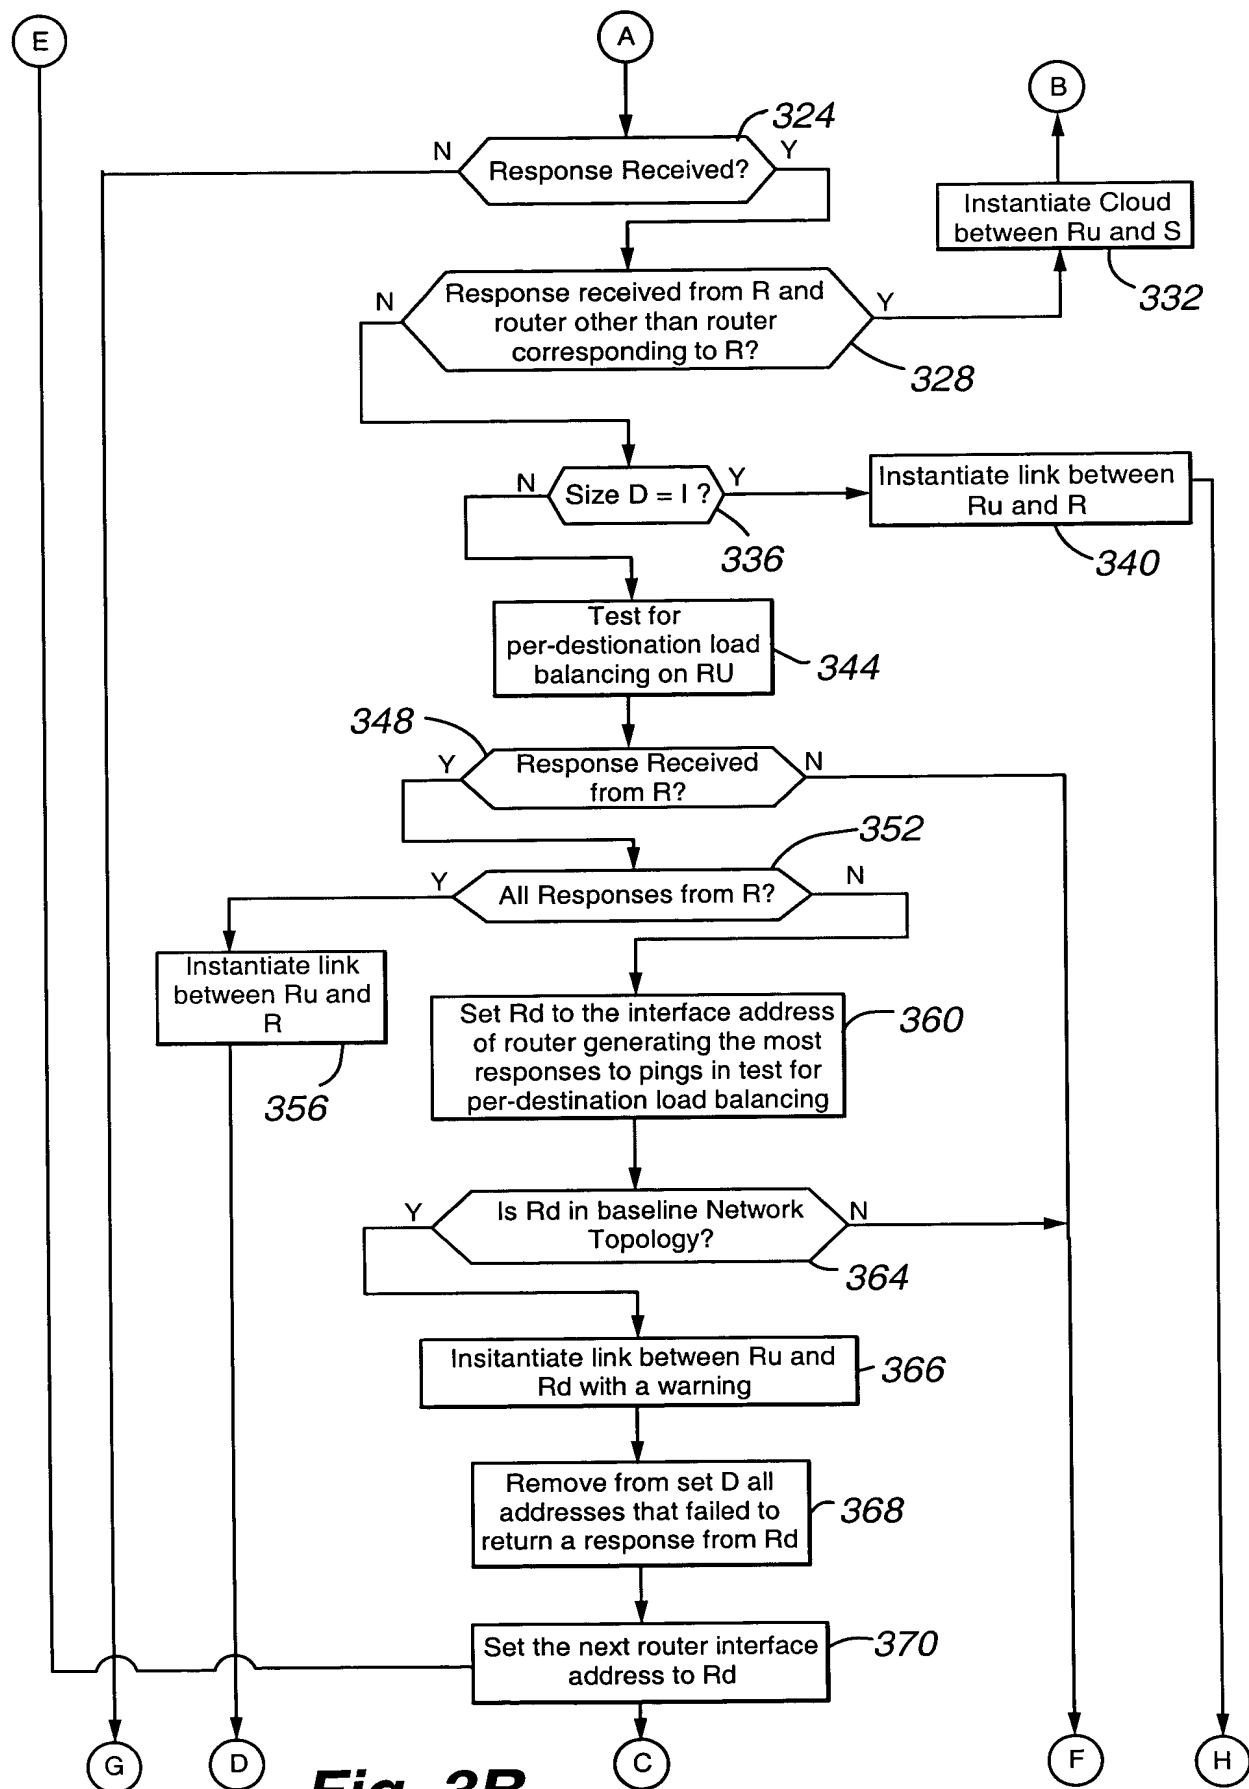 E
A
B
324
N
Y
Response Received?
Instantiate Cloud
between Ru and S
332
N
Response received from R and
router other than router
corresponding to R?
Y
328
N
Size D = I ?
Y
336
Instantiate link between
Ru and R
340
Test for
per-destionation load
balancing on RU
344
348
Y
Response Received
from R?
N
352
Y
All Responses from R?
N
Instantiate link
between Ru and
R
356
Set Rd to the interface address
of router generating the most
responses to pings in test for
per-destination load balancing
360
Y
Is Rd in baseline Network
Topology?
N
364
Insitantiate link between Ru and
Rd with a warning
366
Remove from set D all
addresses that failed to
return a response from Rd
368
Set the next router interface
address to Rd
370
G
D
C
F
H
Fig. 3B